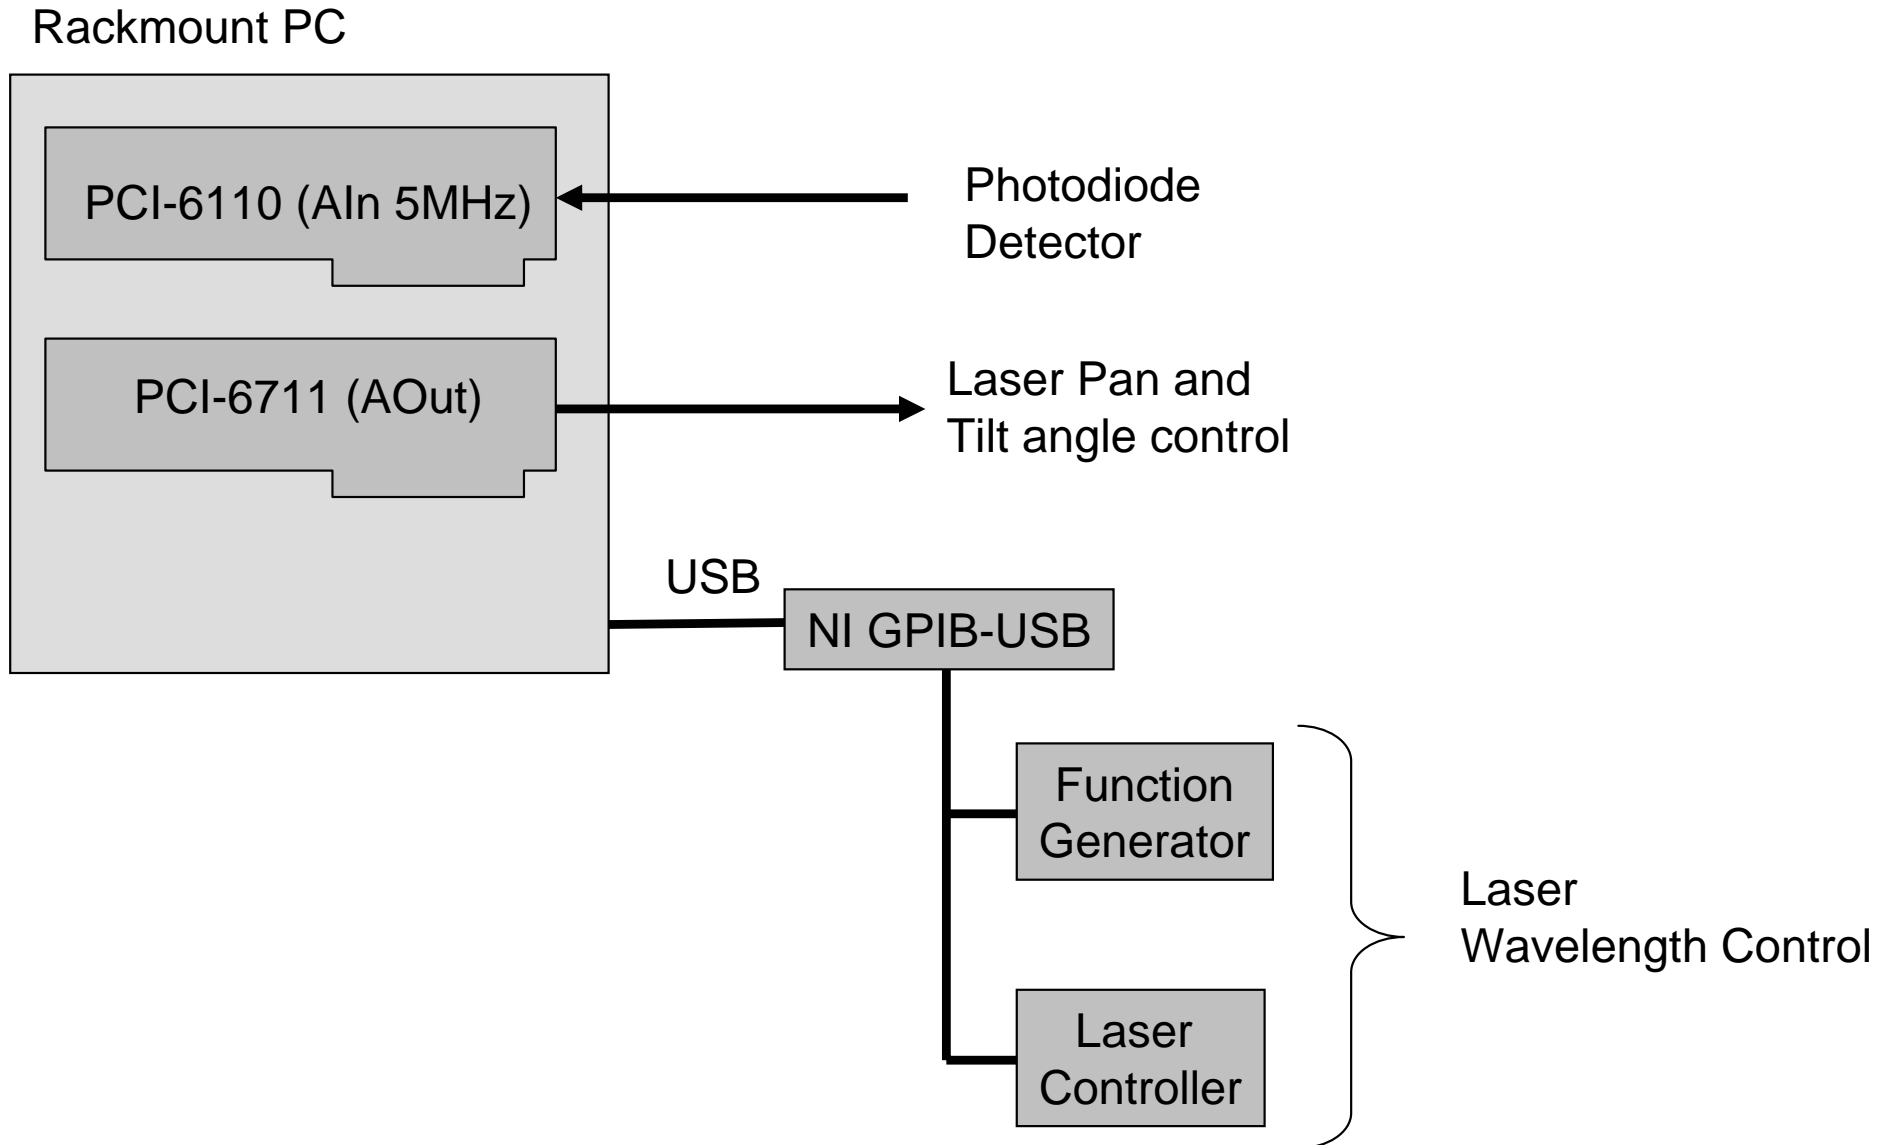 Rackmount PC
PCI-6110 (AIn 5MHz)
Photodiode
Detector
PCI-6711 (AOut)
Laser Pan and
Tilt angle control
USB
NI GPIB-USB
Function
Generator
Laser
Wavelength Control
Laser
Controller